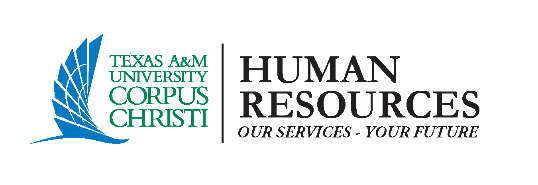 TEXAS A&M
UNIVERSITY
CORPUS
CHRISTI
HUMAN
RESOURCES
OUR SERVICES - YOUR FUTURE